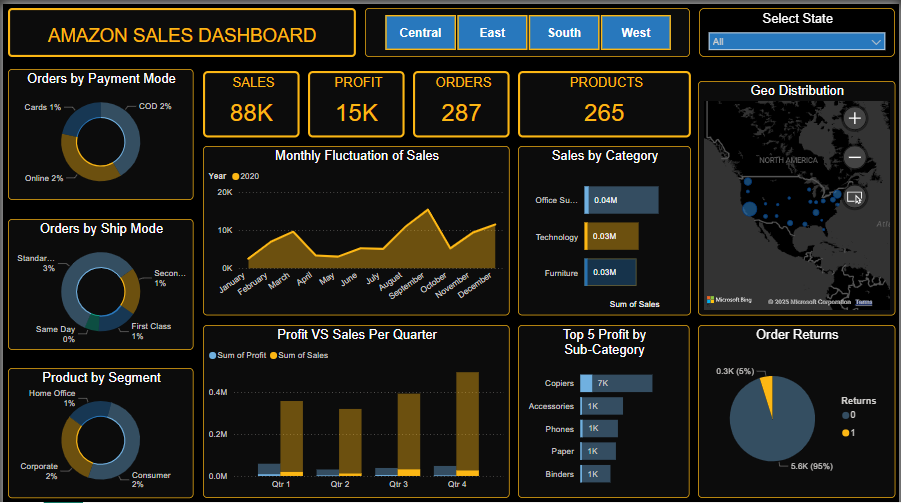 AMAZON SALES DASHBOARD
Central
East
South
West
Select State
All
Orders by Payment Mode
Cards 1%
COD 2%
Online 2%
SALES
88K
PROFIT
15K
ORDERS
287
PRODUCTS
265
Geo Distribution
NORTH AMERICA
Atla
Microsoft Bing
© 2025 Microsoft Corporation
Terms
Monthly Fluctuation of Sales
Year
2020
20K
10K
0K
January
February
March
April
May
June
July
August
September
October
November
December
Sales by Category
Office Su...
0.04M
Technology
0.03M
Furniture
0.03M
Sum of Sales
Orders by Ship Mode
Standar...
3%
Secon...
1%
Same Day
0%
First Class
1%
Product by Segment
Home Office
1%
Corporate
2%
Consumer
2%
Profit VS Sales Per Quarter
Sum of Profit
Sum of Sales
0.4M
0.2M
0.0M
Qtr 1
Qtr 2
Qtr 3
Qtr 4
Top 5 Profit by
Sub-Category
Copiers
7K
Accessories
1K
Phones
1K
Paper
1K
Binders
1K
Order Returns
0.3K (5%)
5.6K (95%)
Returns
0
1